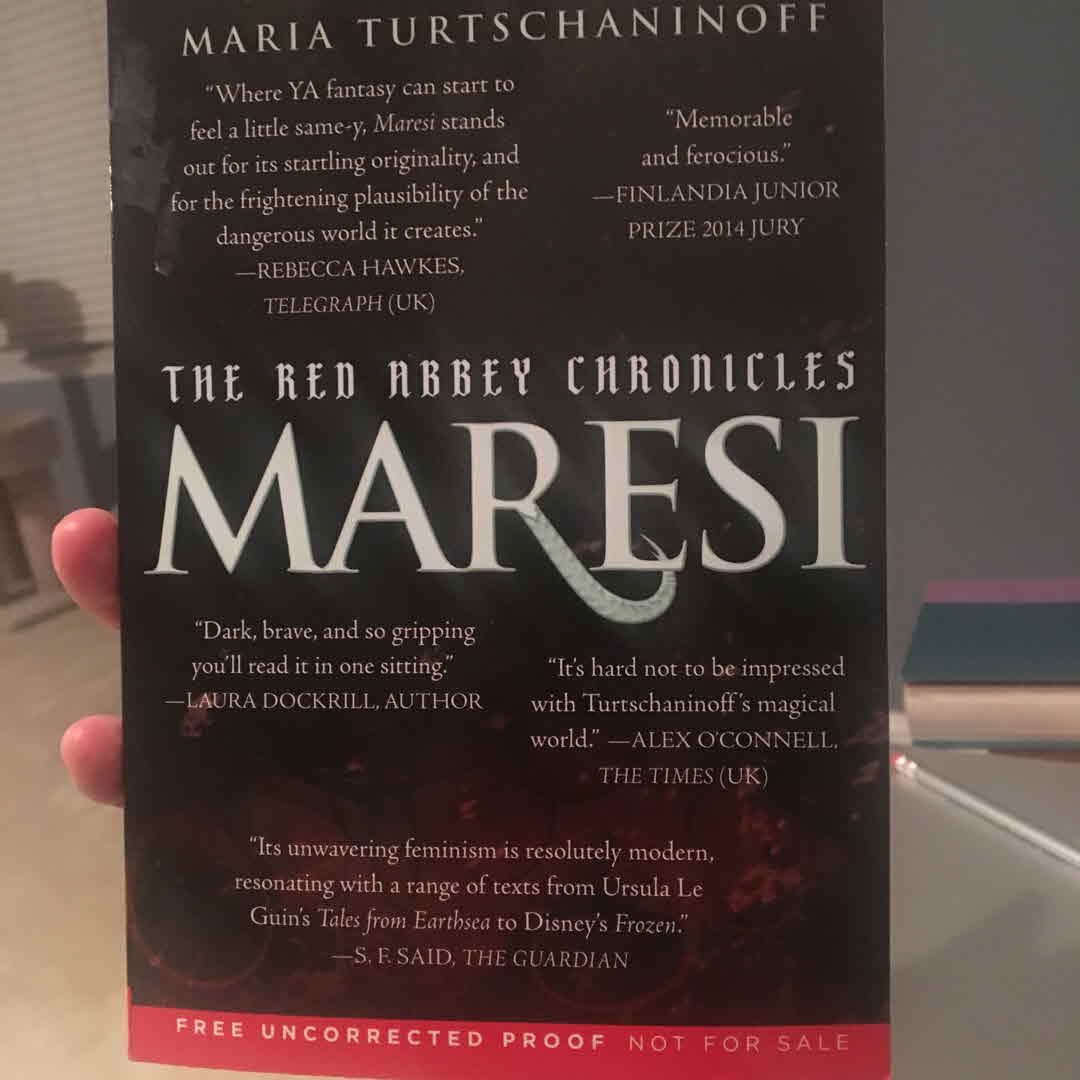 MARIA TURTSCHANINOFF
“Where YA fantasy can start to
feel a little same-y, Maresi stands
out for its startling originality, and
for the frightening plausibility of the
dangerous world it creates.”
—REBECCA HAWKES,
TELEGRAPH (UK)
“Memorable
and ferocious.”
—FINLANDIA JUNIOR
PRIZE 2014 JURY
THE RED ABBEY CHRONICLES
MARESI
“Dark, brave, and so gripping
you’ll read it in one sitting.”
—LAURA DOCKRILL, AUTHOR
“It’s hard not to be impressed
with Turtschaninoff’s magical
world.” —ALEX O’CONNELL,
THE TIMES (UK)
“Its unwavering feminism is resolutely modern,
resonating with a range of texts from Ursula Le
Guin’s Tales from Earthsea to Disney’s Frozen.”
—S. F. SAID, THE GUARDIAN
FREE UNCORRECTED PROOF NOT FOR SALE